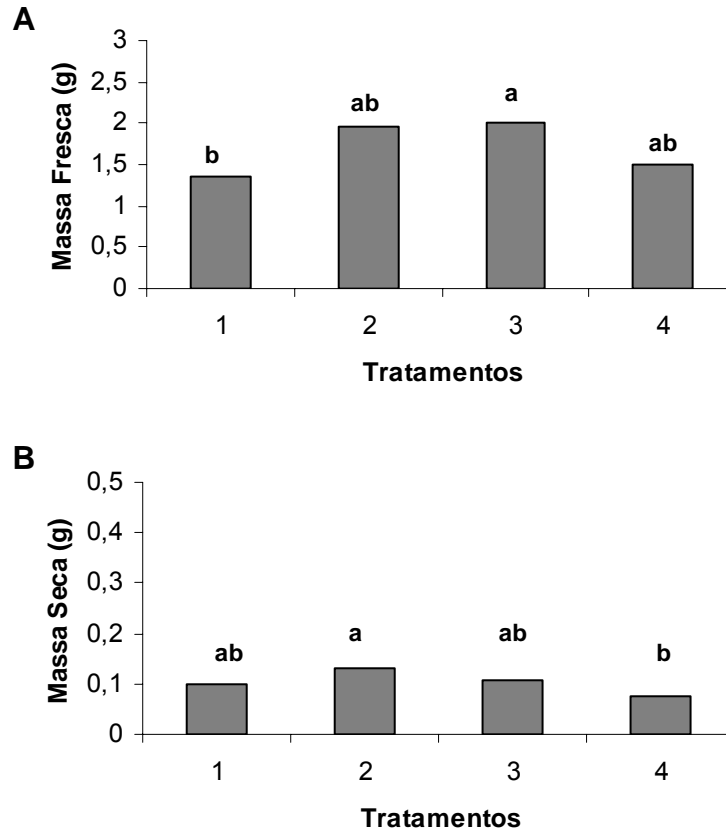 A
Massa Fresca (g)
3
2,5
2
1,5
1
0,5
0
b
ab
a
ab
1 2 3 4
Tratamentos
B
Massa Seca (g)
0,5
0,4
0,3
0,2
0,1
0
ab
a
ab
b
1 2 3 4
Tratamentos